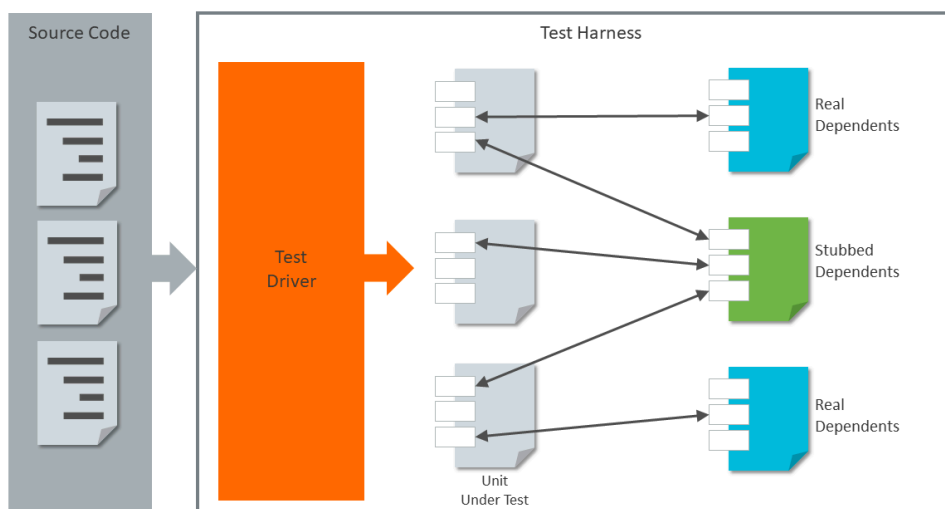 Source Code
Test Harness
Test
Driver
Real
Dependents
Stubbed
Dependents
Real
Dependents
Unit
Under Test